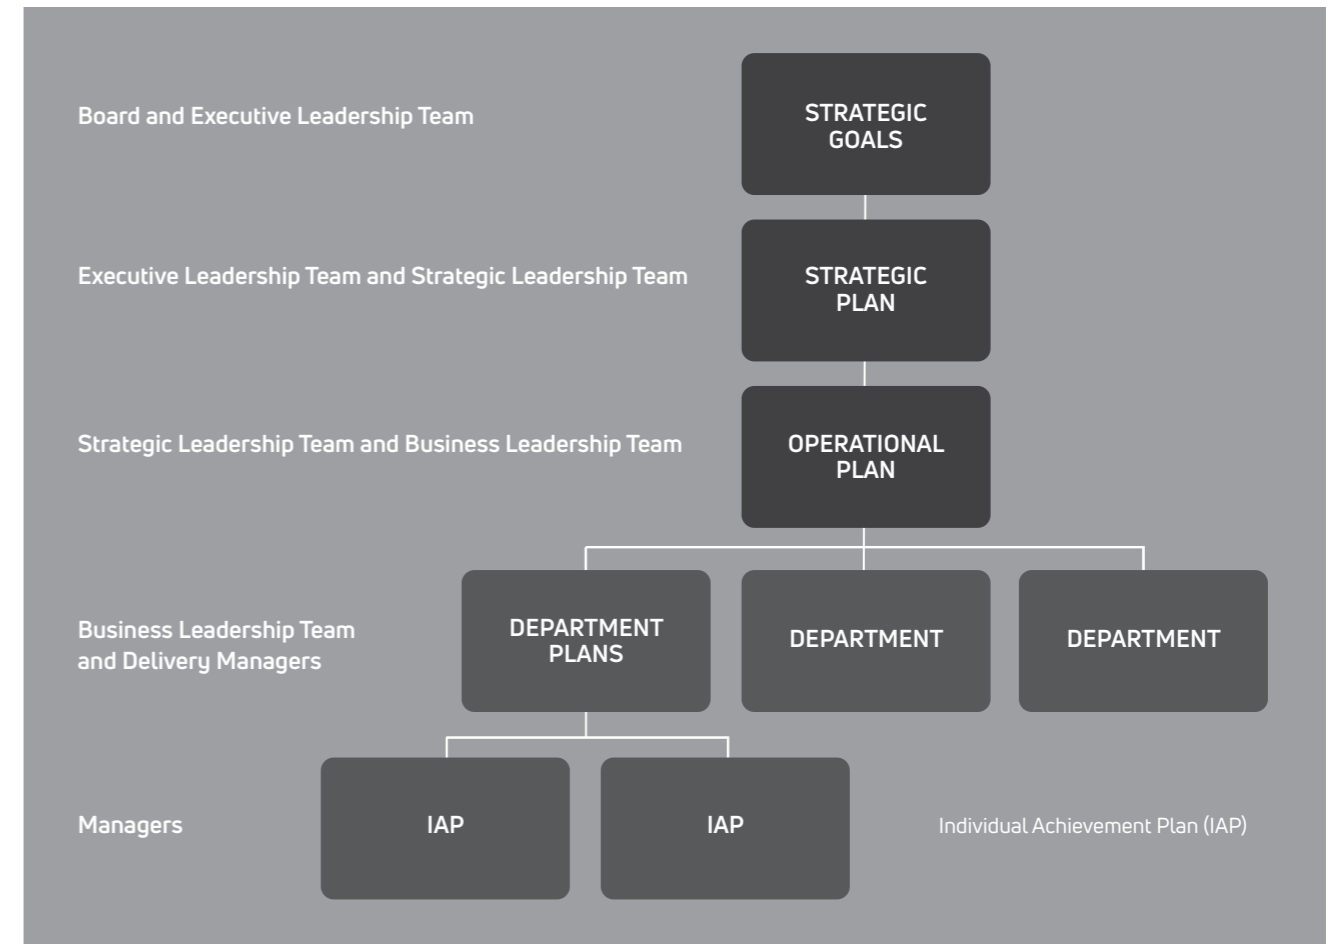 Board and Executive Leadership Team
STRATEGIC
GOALS
Executive Leadership Team and Strategic Leadership Team
STRATEGIC
PLAN
Strategic Leadership Team and Business Leadership Team
OPERATIONAL
PLAN
Business Leadership Team
and Delivery Managers
DEPARTMENT
PLANS
DEPARTMENT
DEPARTMENT
Managers
IAP
IAP
Individual Achievement Plan (IAP)